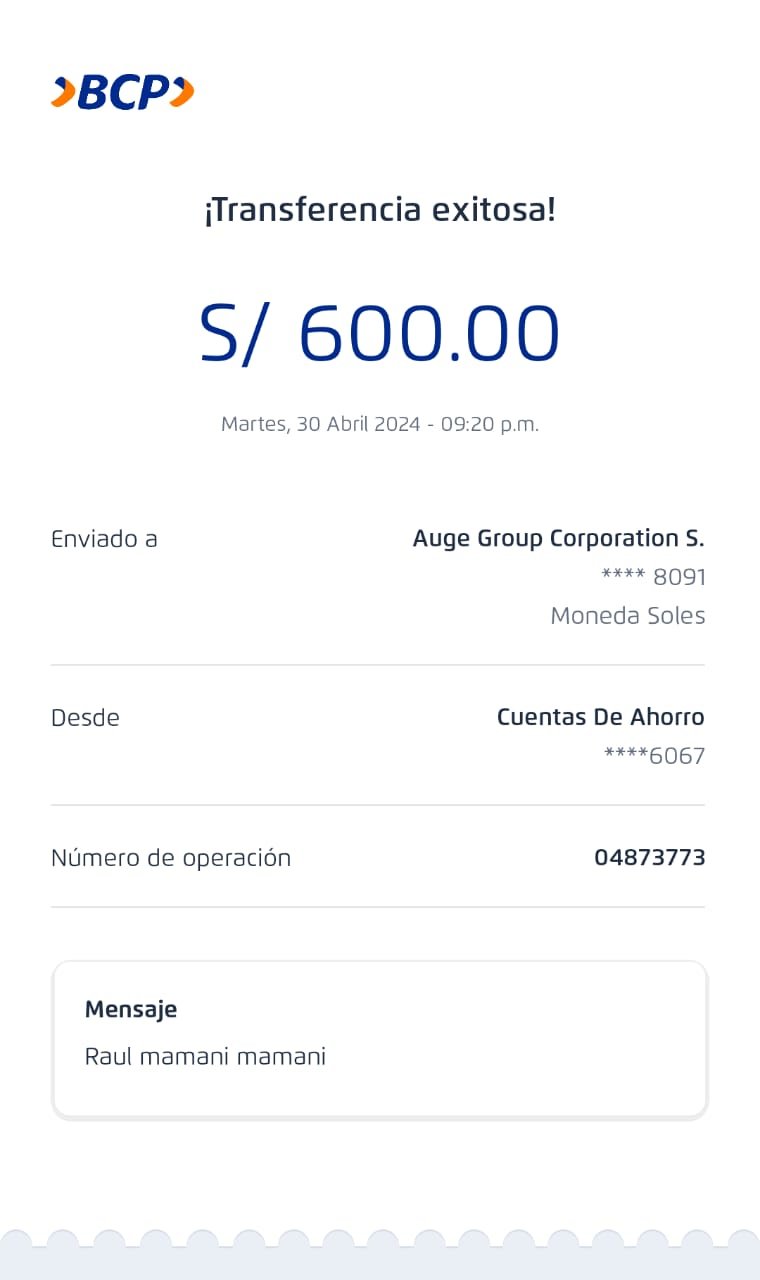 BCP
¡Transferencia exitosa!
S/ 600.00
Martes, 30 Abril 2024 - 09:20 p.m.
Enviado a
Auge Group Corporation S.
**** 8091
Moneda Soles
Desde
Cuentas De Ahorro
****6067
Número de operación
04873773
Mensaje
Raul mamani mamani